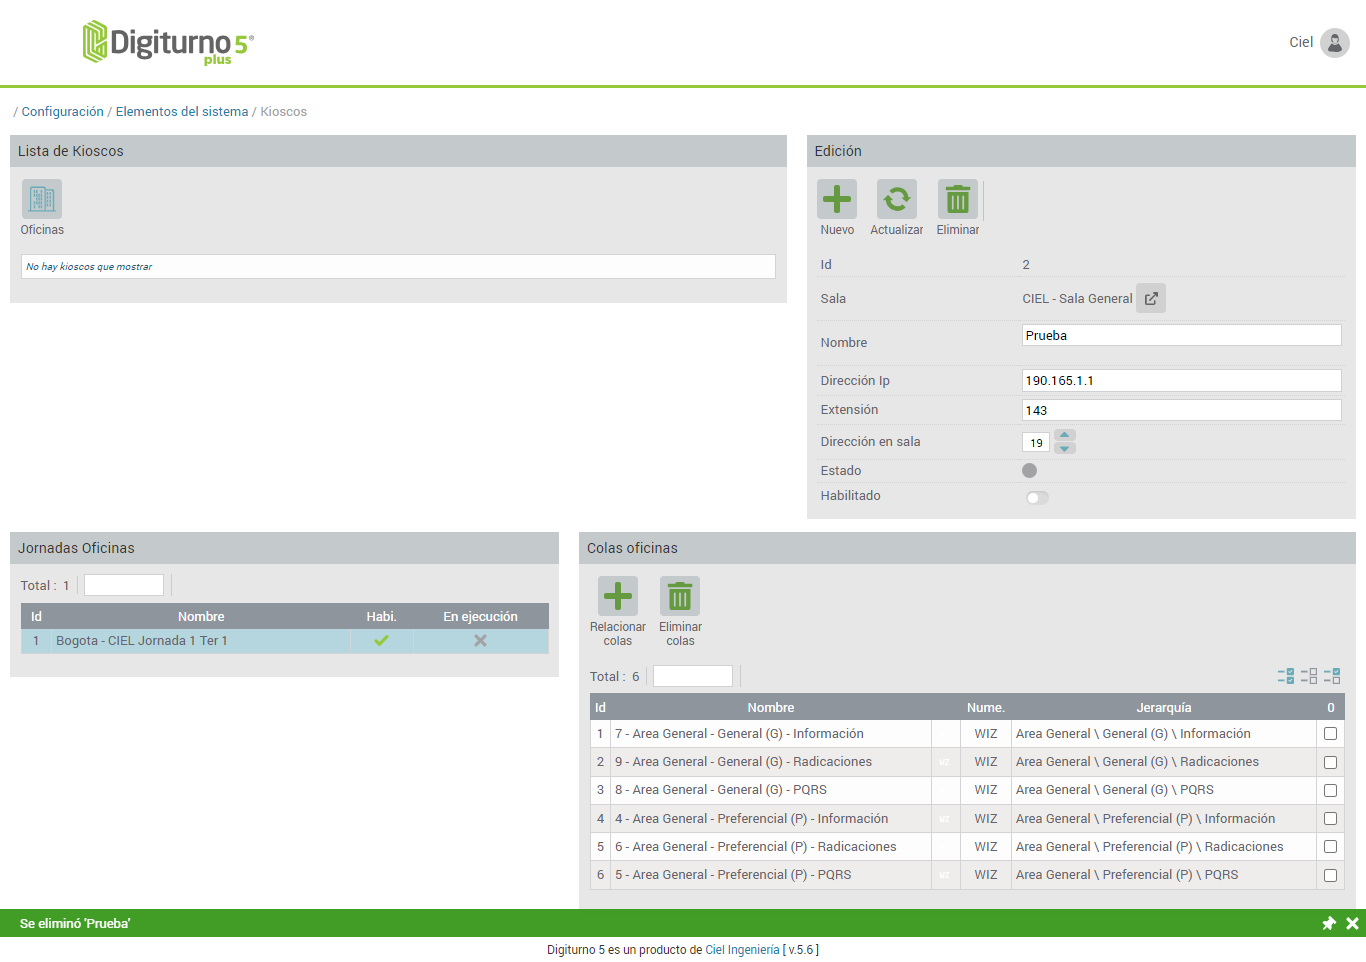 Digiturno 5®
plus
Ciel
/ Configuración / Elementos del sistema / Kioscos
Lista de Kioscos
Oficinas
No hay kioscos que mostrar
Edición
Nuevo Actualizar Eliminar
Id 2
Sala CIEL - Sala General
Nombre Prueba
Dirección Ip 190.165.1.1
Extensión 143
Dirección en sala 19
Estado
Habilitado
Jornadas Oficinas
Total : 1
Id Nombre Habi. En ejecución
1 Bogota - CIEL Jornada 1 Ter 1
Colas oficinas
Relacionar colas Eliminar colas
Total : 6
Id Nombre Nume. Jerarquía 0
1 7 - Area General - General (G) - Información WIZ Area General \ General (G) \ Información
2 9 - Area General - General (G) - Radicaciones WIZ WIZ Area General \ General (G) \ Radicaciones
3 8 - Area General - General (G) - PQRS WIZ Area General \ General (G) \ PQRS
4 4 - Area General - Preferencial (P) - Información WIZ WIZ Area General \ Preferencial (P) \ Información
5 6 - Area General - Preferencial (P) - Radicaciones WIZ Area General \ Preferencial (P) \ Radicaciones
6 5 - Area General - Preferencial (P) - PQRS WIZ WIZ Area General \ Preferencial (P) \ PQRS
Se eliminó 'Prueba'
Digiturno 5 es un producto de Ciel Ingeniería [ v.5.6 ]